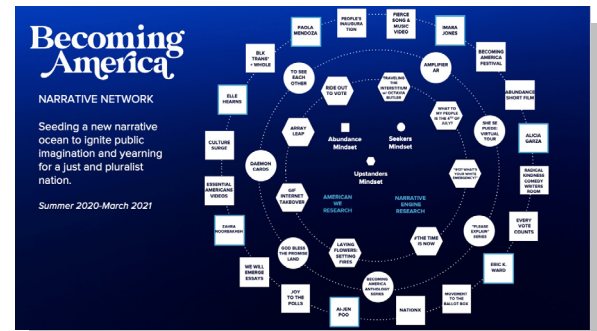 Becoming
America
NARRATIVE NETWORK
Seeding a new narrative
ocean to ignite public
imagination and yearning
for a just and pluralist
nation.
Summer 2020-March 2021
PAOLA
MENDOZA
PEOPLE'S
INAUGURA
TION
FIERCE
SONG &
MUSIC
VIDEO
IMARA
JONES
BLK
TRANS'
+ WHOLE
TO SEE
EACH
OTHER
AMPLIFIER
AR
BECOMING
AMERICA
FESTIVAL
ELLE
HEARNS
RIDE OUT
TO VOTE
TRAVELING
THE
INTERSTITIUM
w/ OCTAVIA
BUTLER
ABUNDANCE
SHORT FILM
WHAT TO
MY PEOPLE
IS THE 4TH OF
JULY?
CULTURE
SURGE
ARRAY
LEAP
Abundance
Mindset
Seekers
Mindset
SHE SE
PUEDE:
VIRTUAL
TOUR
ALICIA
GARZA
DAEMON
CARDS
Upstanders
Mindset
WHAT'S
YOUR WHITE
EMERGENCY?"
RADICAL
KINDNESS
COMEDY
WRITERS
ROOM
ESSENTIAL
AMERICANS
VIDEOS
GIF
INTERNET
TAKEOVER
AMERICAN
WE
RESEARCH
NARRATIVE
ENGINE
RESEARCH
EVERY
VOTE
COUNTS
ZAHRA
"PLEASE
EXPLAIN"
SERIES
GOD BLESS
THE PROMISE
LAND
LAYING
FLOWERS:
SETTING
FIRES
#THE TIME
IS NOW
WE WILL
EMERGE
ESSAYS
ERIC K.
WARD
BECOMING
AMERICA
ANTHOLOGY
SERIES
JOY
TO THE
POLLS
AI-JEN
POO
NATIONX
MOVEMENT
TO THE
BALLOT BOX